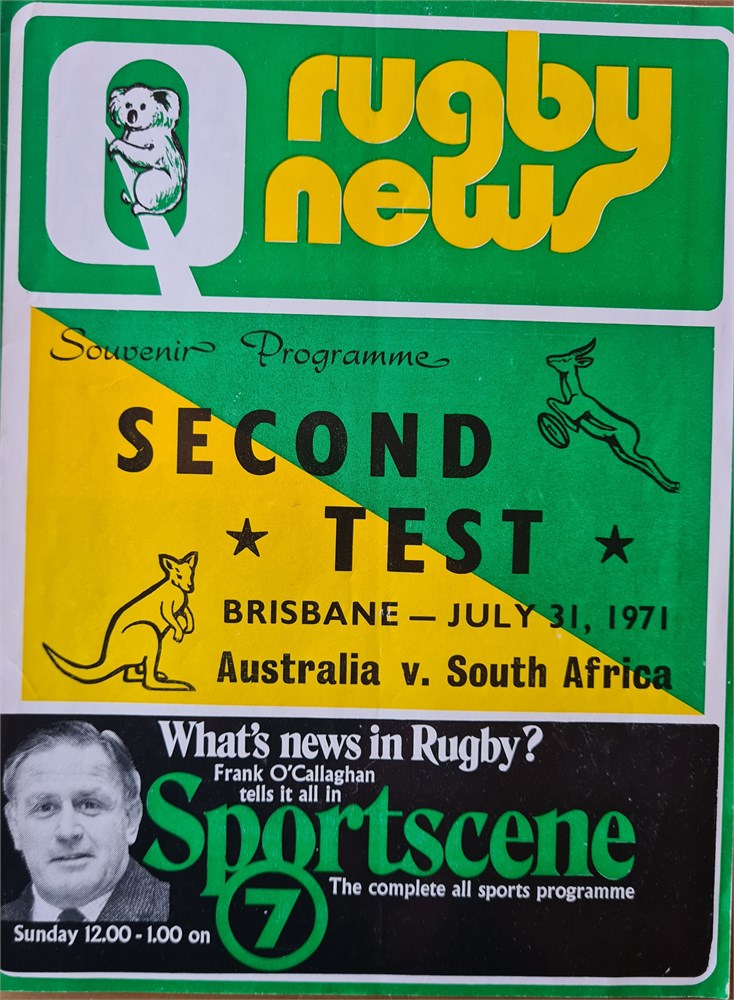 Q
rugby
news
Souvenir Programme
SECOND
★ TEST ★
BRISBANE — JULY 31, 1971
Australia v. South Africa
What's news in Rugby?
Frank O'Callaghan
tells it all in
Sportscene
7
The complete all sports programme
Sunday 12.00 - 1.00 on